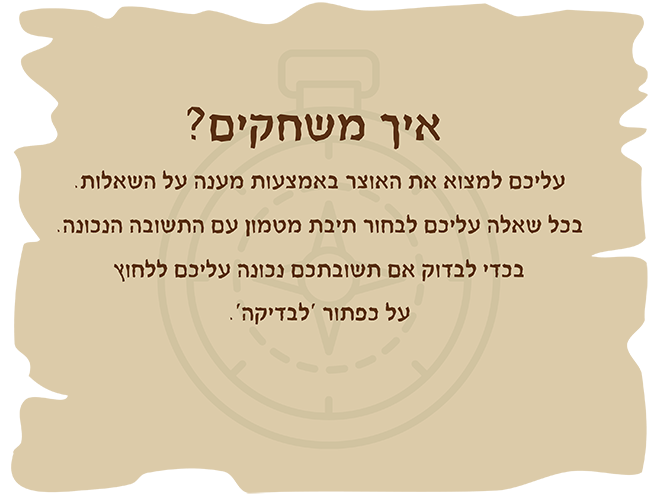 איך משחקים?
עליכם למצוא את האוצר באמצעות מענה על השאלות.
בכל שאלה עליכם לבחור תיבת מטמון עם התשובה הנכונה.
בכדי לבדוק אם תשובתכם נכונה עליכם ללחוץ
על כפתור 'לבדיקה'.